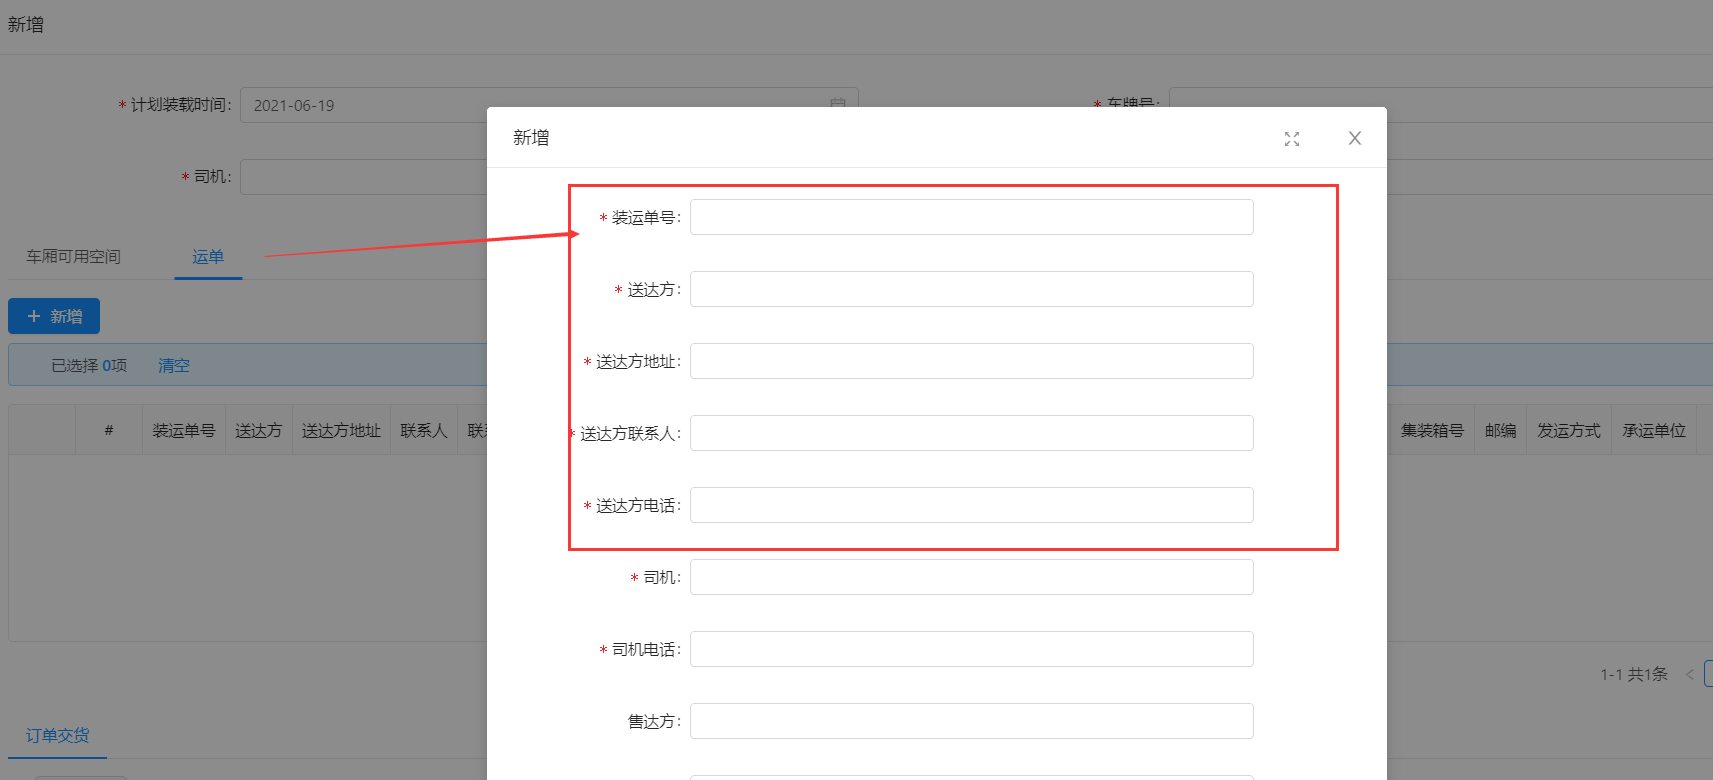 新增
* 计划装载时间:
2021-06-19
* 车牌号:
* 司机:
车厢可用空间
运单
+ 新增
已选择 0项
清空
#
装运单号
送达方
送达方地址
联系人
集装箱号
邮编
发运方式
承运单位
1-1 共1条
<
订单交货
新增
* 装运单号:
* 送达方:
* 送达方地址:
* 送达方联系人:
* 送达方电话:
* 司机:
* 司机电话:
售达方: